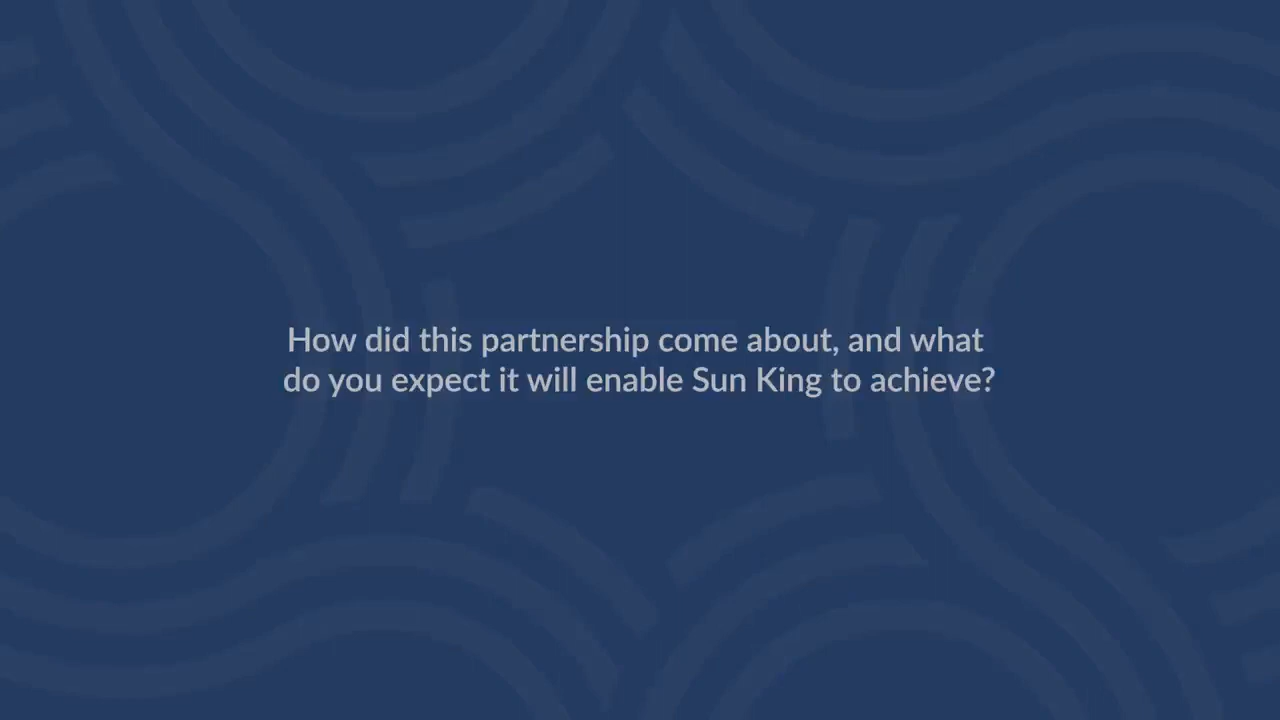 How did this partnership come about, and what
do you expect it will enable Sun King to achieve?